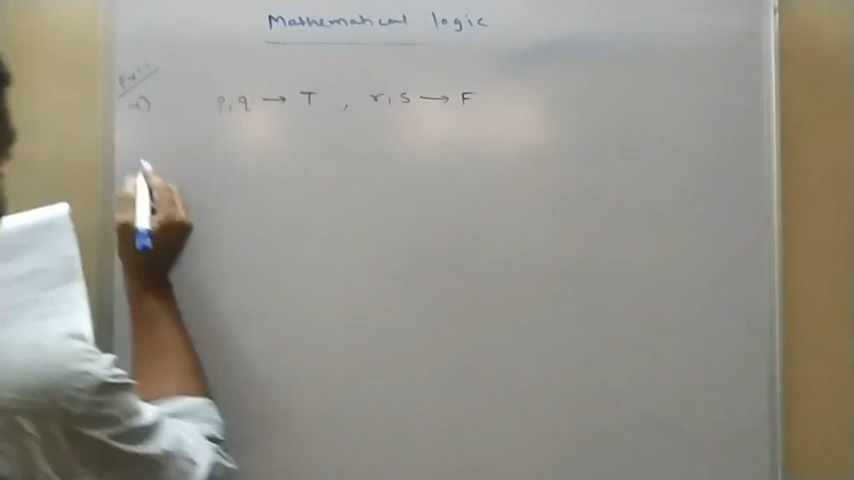 Mathematical logic
p, q → T , r, s → F